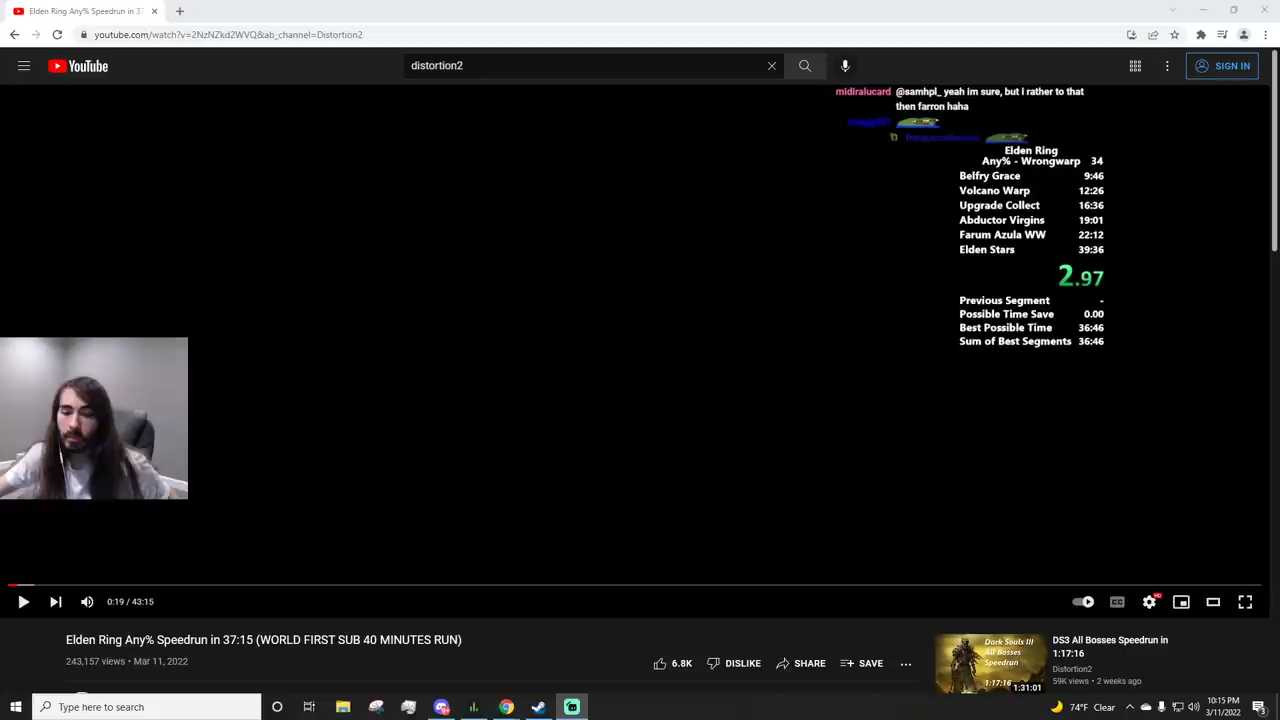 Elden Ring Any% Speedrun in 37
youtube.com/watch?v=2NzNZkd2WVQ&ab_channel=Distortion2
YouTube
distortion2
SIGN IN
midiralucard @samhpl_ yeah im sure, but i rather to that
then farron haha
Elden Ring
Any% - Wrongwarp 34
Belfry Grace 9:46
Volcano Warp 12:26
Upgrade Collect 16:36
Abductor Virgins 19:01
Farum Azula WW 22:12
Elden Stars 39:36
2.97
Previous Segment -
Possible Time Save 0.00
Best Possible Time 36:46
Sum of Best Segments 36:46
0:19 / 43:15
CC
HD
Elden Ring Any% Speedrun in 37:15 (WORLD FIRST SUB 40 MINUTES RUN)
243,157 views • Mar 11, 2022
6.8K
DISLIKE
SHARE
SAVE
Dark Souls III
All Bosses
Speedrun
1:17:16
1:31:01
DS3 All Bosses Speedrun in
1:17:16
Distortion2
59K views • 2 weeks ago
Type here to search
74°F Clear
10:15 PM
3/11/2022